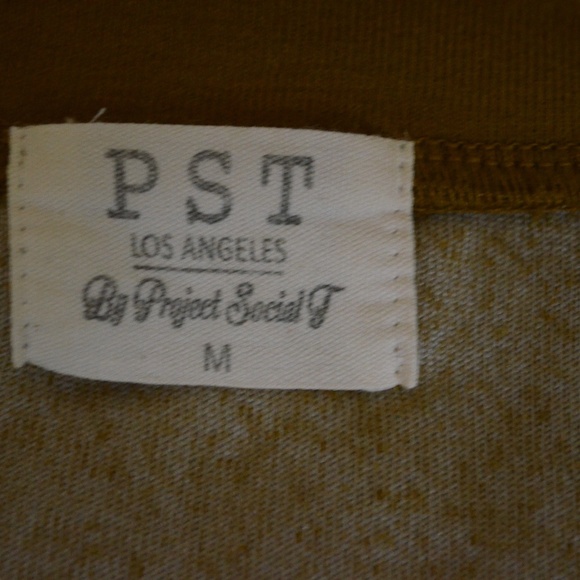 PST
LOS ANGELES
By Project Social T
M